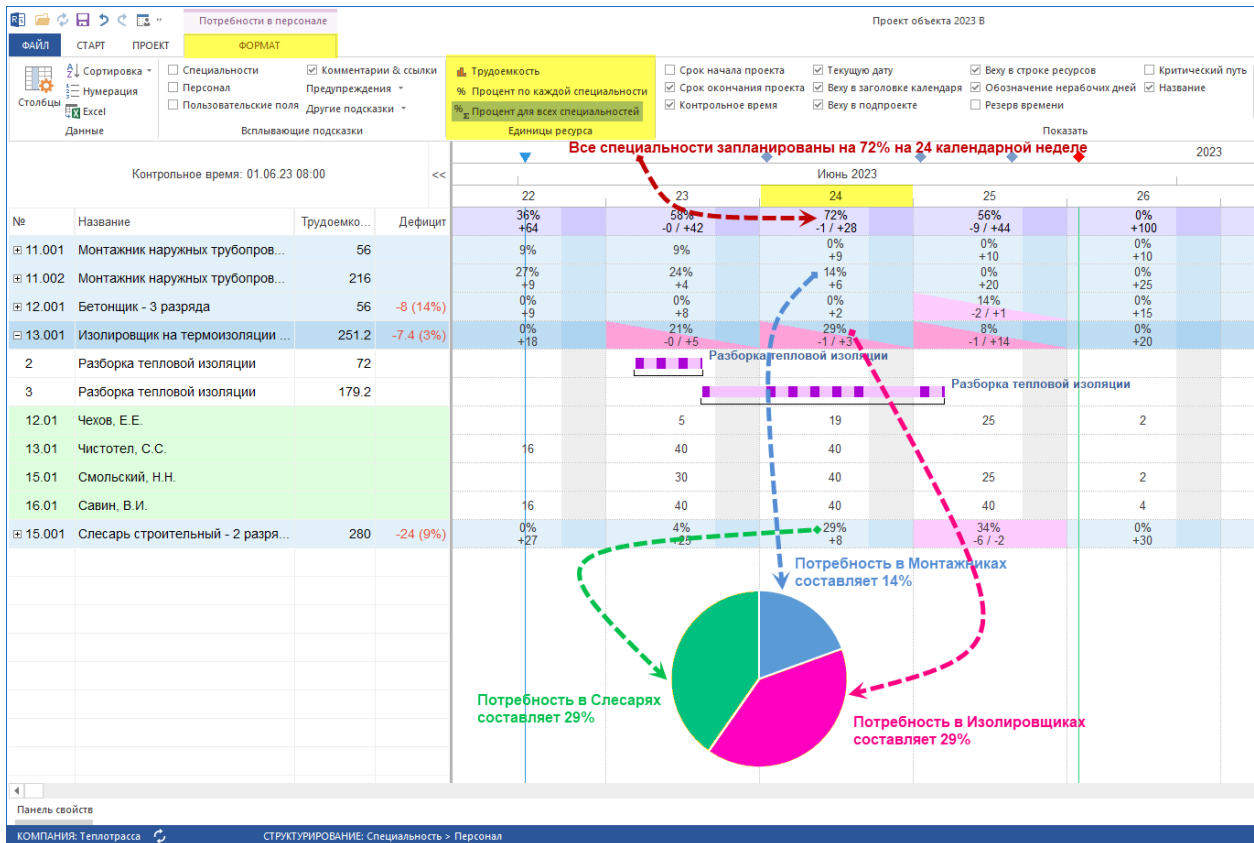 Потребности в персонале
Проект объекта 2023 В
ФАЙЛ СТАРТ ПРОЕКТ ФОРМАТ
Столбцы
Сортировка
Нумерация
Excel
Данные
Специальности
Персонал
Пользовательские поля
Комментарии & ссылки
Предупреждения
Другие подсказки
Всплывающие подсказки
Трудоемкость
% Процент по каждой специальности
%Σ Процент для всех специальностей
Единицы ресурса
Срок начала проекта
Срок окончания проекта
Контрольное время
Текущую дату
Веху в заголовке календаря
Веху в подпроекте
Веху в строке ресурсов
Обозначение нерабочих дней
Резерв времени
Критический путь
Название
Показать
Все специальности запланированы на 72% на 24 календарной неделе
2023
Контрольное время: 01.06.23 08:00 <<
Июнь 2023
22 23 24 25 26
№ Название Трудоемко... Дефицит
36% 58% 72% 56% 0%
+64 -0 / +42 -1 / +28 -9 / +44 +100
11.001 Монтажник наружных трубопров... 56
9% 9% 0% 0% 0%
+9 +10 +10
11.002 Монтажник наружных трубопров... 216
27% 24% 14% 0% 0%
+9 +4 +6 +20 +25
12.001 Бетонщик - 3 разряда 56 -8 (14%)
0% 0% 0% 14% 0%
+9 +8 +2 -2 / +1 +15
13.001 Изолировщик на термоизоляции ... 251.2 -7.4 (3%)
0% 21% 29% 8% 0%
+18 -0 / +5 -1 / +3 -1 / +14 +20
2 Разборка тепловой изоляции 72
Разборка тепловой изоляции
3 Разборка тепловой изоляции 179.2
Разборка тепловой изоляции
12.01 Чехов, Е.Е. 5 19 25 2
13.01 Чистотел, С.С. 16 40 40
15.01 Смольский, Н.Н. 30 40 25 2
16.01 Савин, В.И. 16 40 40 40 4
15.001 Слесарь строительный - 2 разря... 280 -24 (9%)
0% 4% 29% 34% 0%
+27 +25 +8 -6 / -2 +30
Потребность в Монтажниках
составляет 14%
Потребность в Слесарях
составляет 29%
Потребность в Изолировщиках
составляет 29%
Панель свойств
КОМПАНИЯ: Теплотрасса СТРУКТУРИРОВАНИЕ: Специальность > Персонал